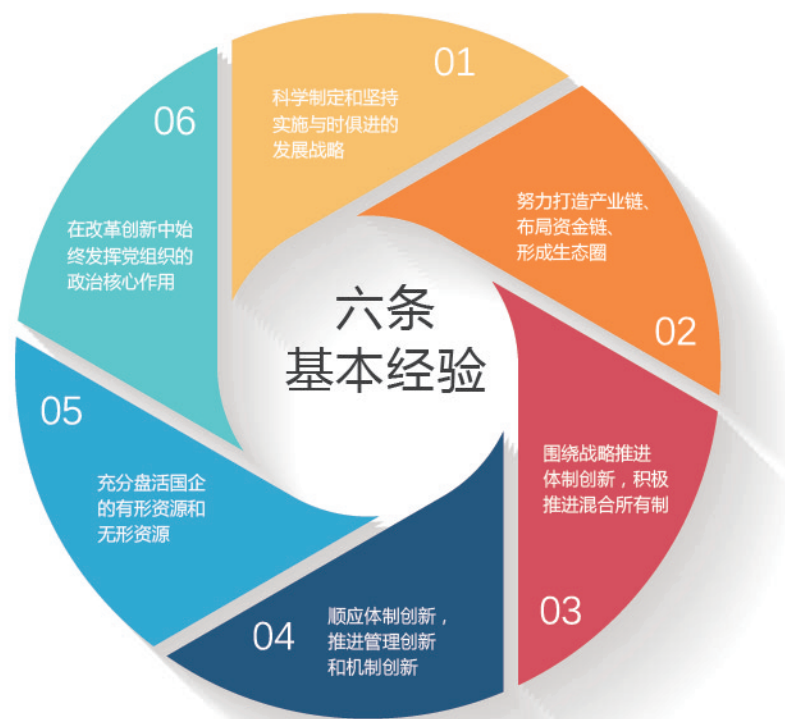 六条
基本经验
01
科学制定和坚持
实施与时俱进的
发展战略
努力打造产业链、
布局资金链、
形成生态圈
02
围绕战略推进
体制创新，积极
推进混合所有制
03
04
顺应体制创新，
推进管理创新
和机制创新
05
充分盘活国企
的有形资源和
无形资源
06
在改革创新中始
终发挥党组织的
政治核心作用